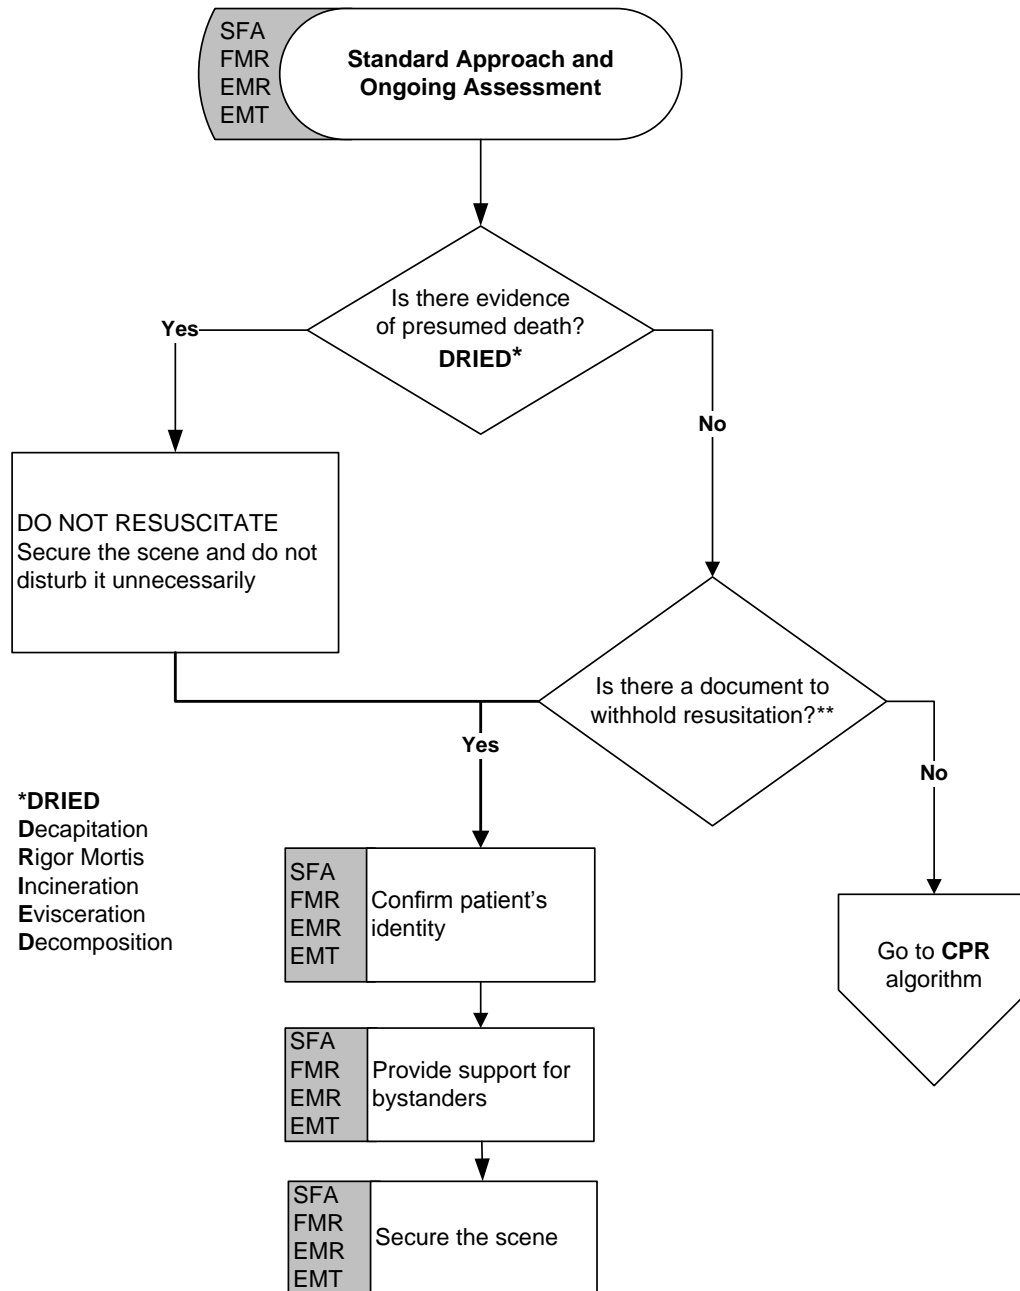 SFA
FMR
EMR
EMT
Standard Approach and
Ongoing Assessment
Is there evidence
of presumed death?
DRIED*
Yes
No
DO NOT RESUSCITATE
Secure the scene and do not
disturb it unnecessarily
Is there a document to
withhold resusitation?**
Yes
No
*DRIED
Decapitation
Rigor Mortis
Incineration
Evisceration
Decomposition
SFA
FMR
EMR
EMT
Confirm patient's
identity
Go to CPR
algorithm
SFA
FMR
EMR
EMT
Provide support for
bystanders
SFA
FMR
EMR
EMT
Secure the scene